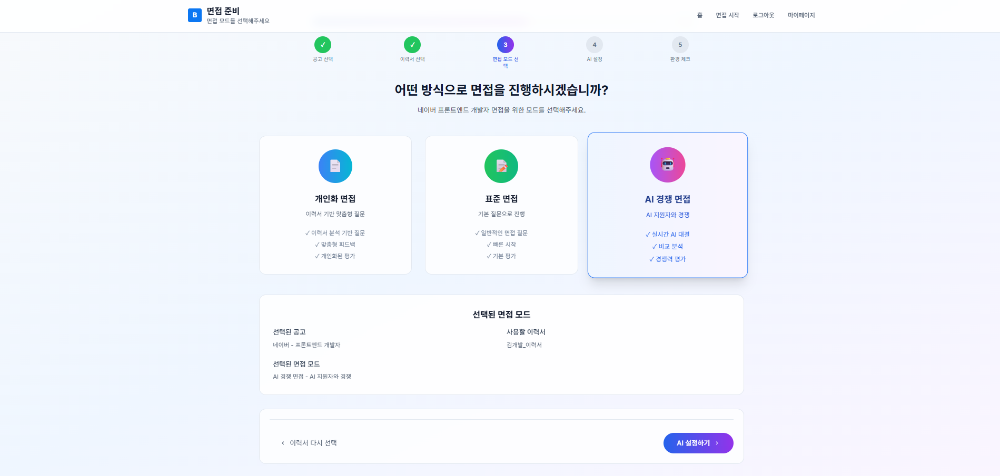 B
면접 준비
면접 모드를 선택해주세요
홈
면접 시작
로그아웃
마이페이지
✓
✓
3
4
5
공고 선택
이력서 선택
면접 모드 선
택
AI 설정
환경 체크
어떤 방식으로 면접을 진행하시겠습니까?
네이버 프론트엔드 개발자 면접을 위한 모드를 선택해주세요.
개인화 면접
이력서 기반 맞춤형 질문
✓ 이력서 분석 기반 질문
✓ 맞춤형 피드백
✓ 개인화된 평가
표준 면접
기본 질문으로 진행
✓ 일반적인 면접 질문
✓ 빠른 시작
✓ 기본 평가
AI 경쟁 면접
AI 지원자와 경쟁
✓ 실시간 AI 대결
✓ 비교 분석
✓ 경쟁력 평가
선택된 면접 모드
선택된 공고
네이버 - 프론트엔드 개발자
사용할 이력서
김개발_이력서
선택된 면접 모드
AI 경쟁 면접 - AI 지원자와 경쟁
‹ 이력서 다시 선택
AI 설정하기 ›